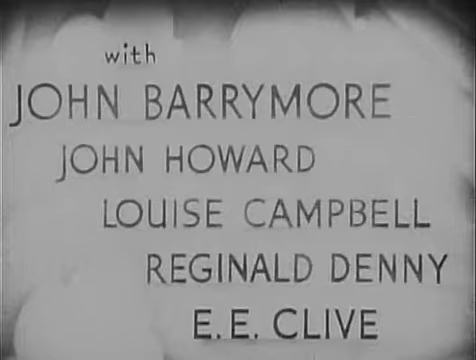 with
JOHN BARRYMORE
JOHN HOWARD
LOUISE CAMPBELL
REGINALD DENNY
E. E. CLIVE